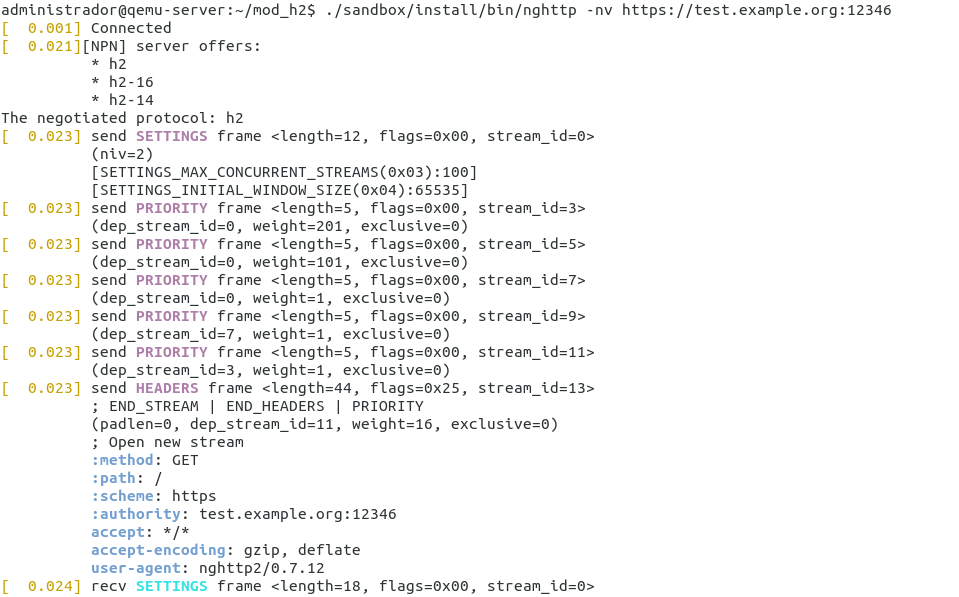 administrador@qemu-server:~/mod_h2$ ./sandbox/install/bin/nghttp -nv https://test.example.org:12346
[  0.001] Connected
[  0.021][NPN] server offers:
          * h2
          * h2-16
          * h2-14
The negotiated protocol: h2
[  0.023] send SETTINGS frame <length=12, flags=0x00, stream_id=0>
          (niv=2)
          [SETTINGS_MAX_CONCURRENT_STREAMS(0x03):100]
          [SETTINGS_INITIAL_WINDOW_SIZE(0x04):65535]
[  0.023] send PRIORITY frame <length=5, flags=0x00, stream_id=3>
          (dep_stream_id=0, weight=201, exclusive=0)
[  0.023] send PRIORITY frame <length=5, flags=0x00, stream_id=5>
          (dep_stream_id=0, weight=101, exclusive=0)
[  0.023] send PRIORITY frame <length=5, flags=0x00, stream_id=7>
          (dep_stream_id=0, weight=1, exclusive=0)
[  0.023] send PRIORITY frame <length=5, flags=0x00, stream_id=9>
          (dep_stream_id=7, weight=1, exclusive=0)
[  0.023] send PRIORITY frame <length=5, flags=0x00, stream_id=11>
          (dep_stream_id=3, weight=1, exclusive=0)
[  0.023] send HEADERS frame <length=44, flags=0x25, stream_id=13>
          ; END_STREAM | END_HEADERS | PRIORITY
          (padlen=0, dep_stream_id=11, weight=16, exclusive=0)
          ; Open new stream
          :method: GET
          :path: /
          :scheme: https
          :authority: test.example.org:12346
          accept: */*
          accept-encoding: gzip, deflate
          user-agent: nghttp2/0.7.12
[  0.024] recv SETTINGS frame <length=18, flags=0x00, stream_id=0>